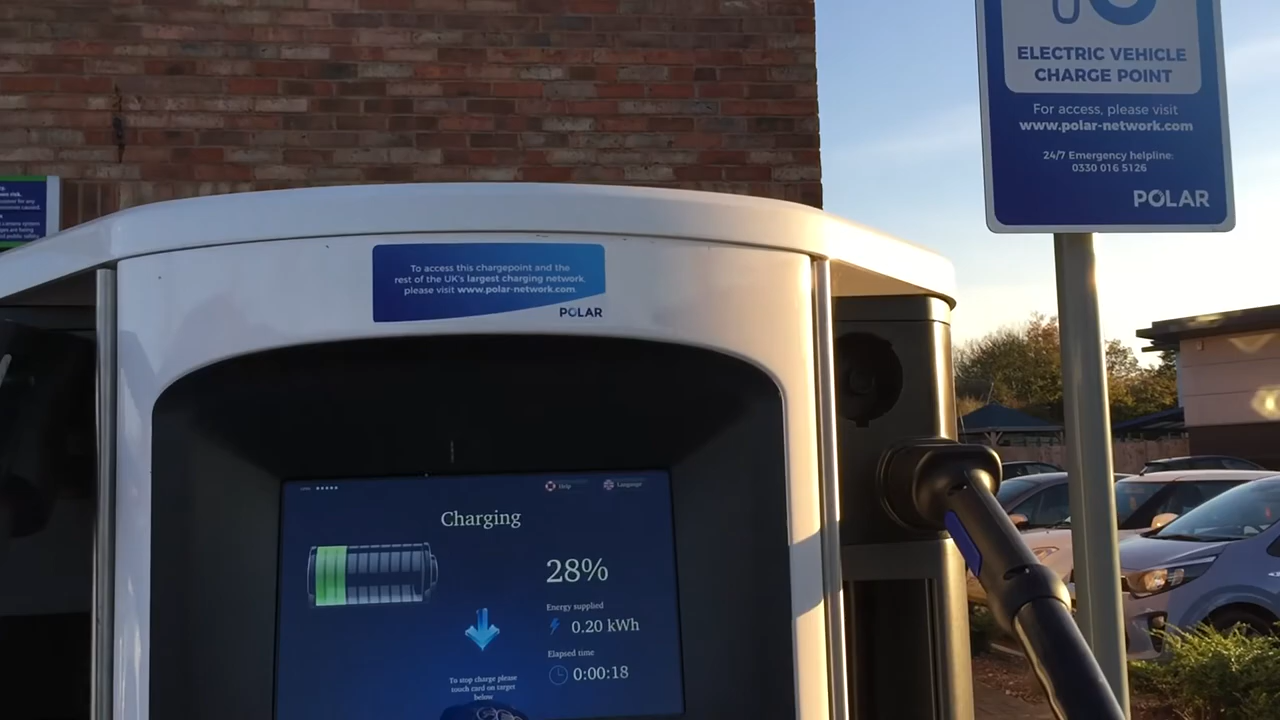 ELECTRIC VEHICLE
CHARGE POINT
For access, please visit
www.polar-network.com
24/7 Emergency helpline:
0330 016 5126
POLAR
To access this chargepoint and the
rest of the UK's largest charging network,
please visit www.polar-network.com
POLAR
Help
Language
Charging
28%
Energy supplied
0.20 kWh
Elapsed time
0:00:18
To stop charge please
touch card on target
below